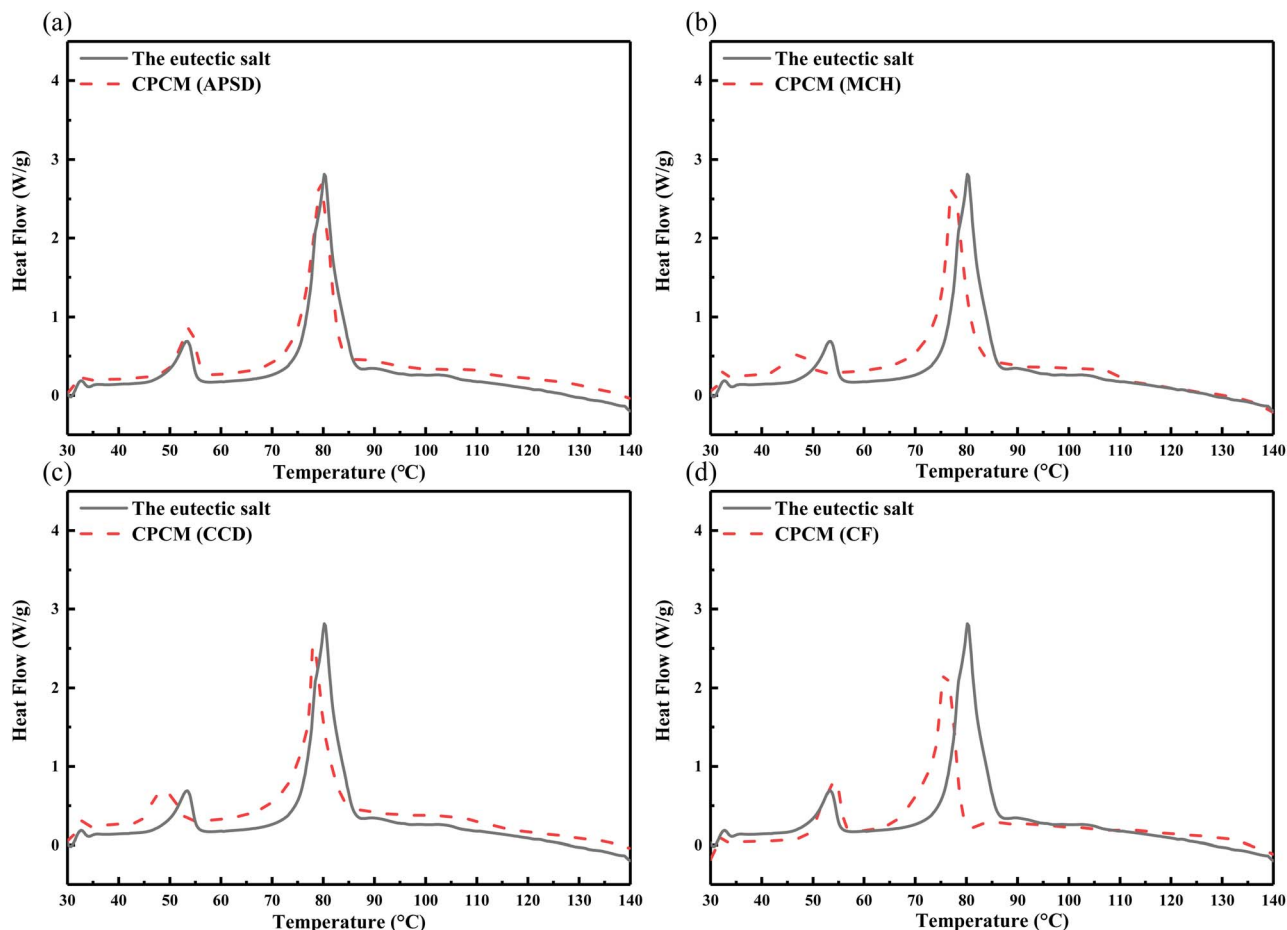 (a)
The eutectic salt
CPCM (APSD)
Heat Flow (W/g)
4
3
2
1
0
30 40 50 60 70 80 90 100 110 120 130 140
Temperature (°C)
(b)
The eutectic salt
CPCM (MCH)
Heat Flow (W/g)
4
3
2
1
0
30 40 50 60 70 80 90 100 110 120 130 140
Temperature (°C)
(c)
The eutectic salt
CPCM (CCD)
Heat Flow (W/g)
4
3
2
1
0
30 40 50 60 70 80 90 100 110 120 130 140
Temperature (°C)
(d)
The eutectic salt
CPCM (CF)
Heat Flow (W/g)
4
3
2
1
0
30 40 50 60 70 80 90 100 110 120 130 140
Temperature (°C)